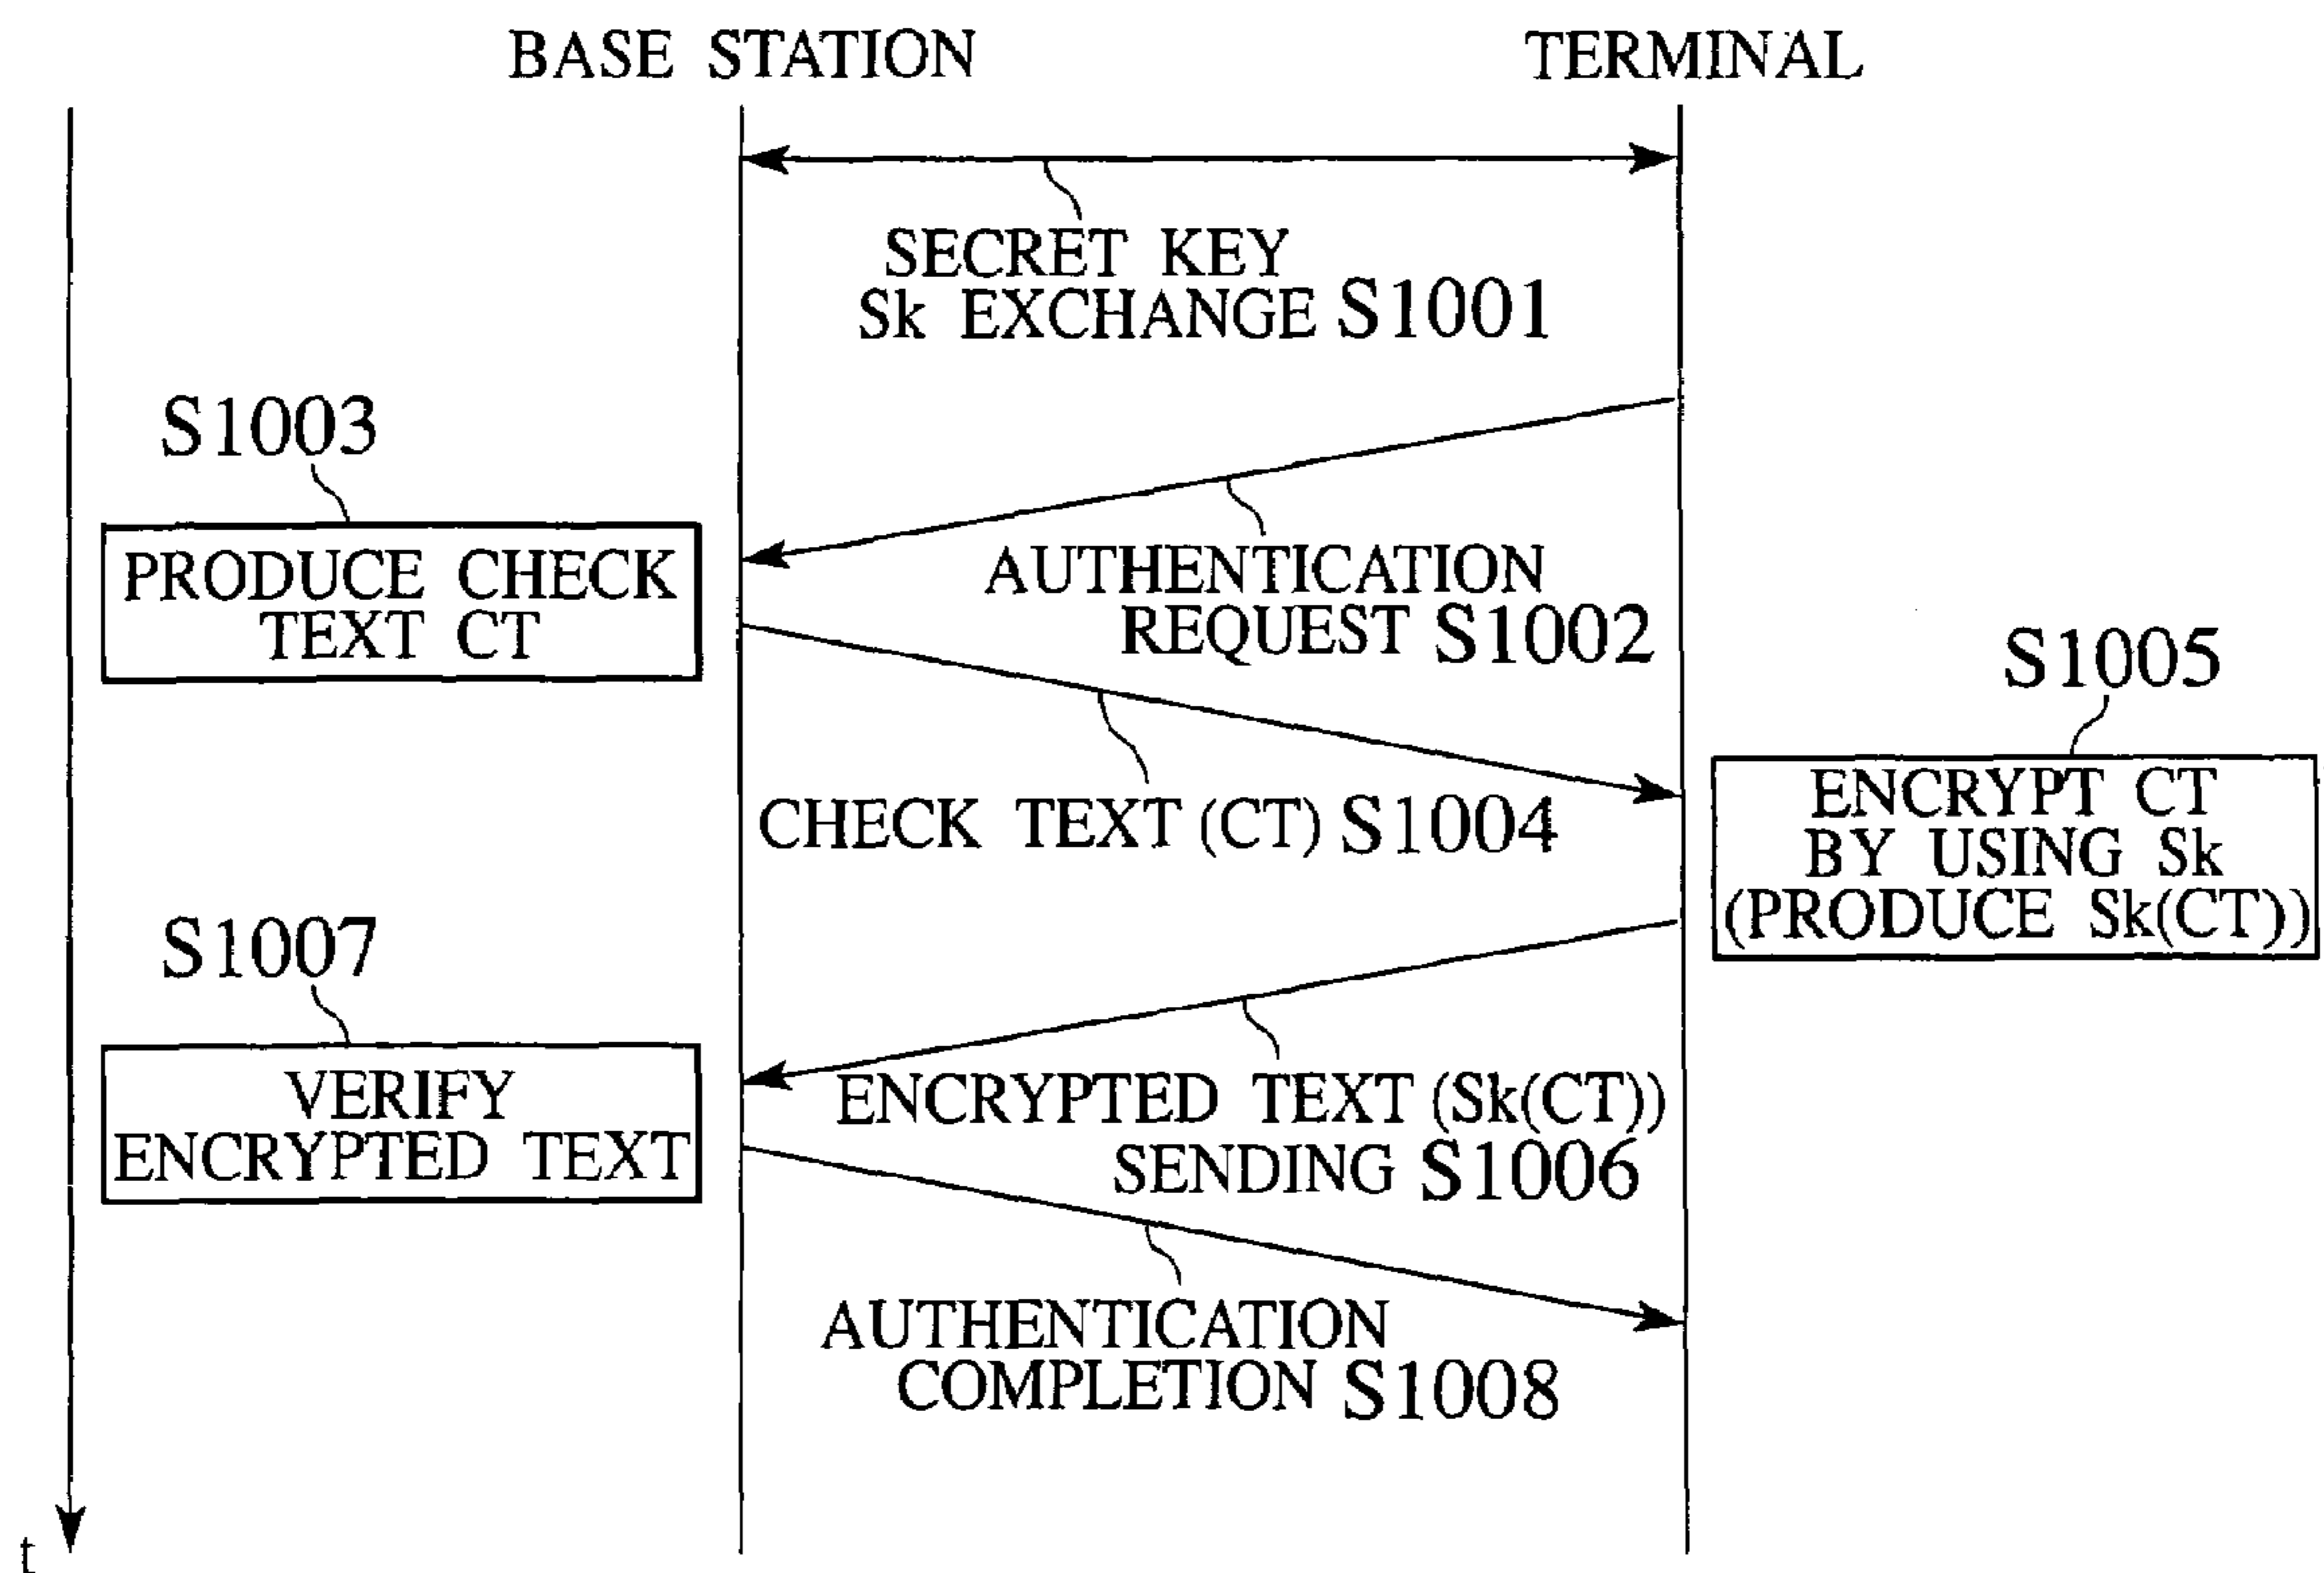 BASE STATION
TERMINAL
SECRET KEY
Sk EXCHANGE S1001
S1003
PRODUCE CHECK
TEXT CT
AUTHENTICATION
REQUEST S1002
S1005
CHECK TEXT (CT) S1004
ENCRYPT CT
BY USING Sk
(PRODUCE Sk(CT))
S1007
VERIFY
ENCRYPTED TEXT
ENCRYPTED TEXT (Sk(CT))
SENDING S1006
AUTHENTICATION
COMPLETION S1008
t